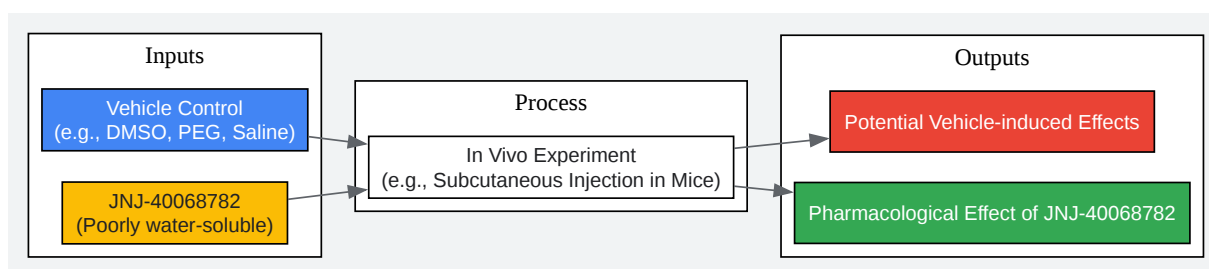 Inputs
Vehicle Control
(e.g., DMSO, PEG, Saline)
JNJ-40068782
(Poorly water-soluble)
Process
In Vivo Experiment
(e.g., Subcutaneous Injection in Mice)
Outputs
Potential Vehicle-induced Effects
Pharmacological Effect of JNJ-40068782